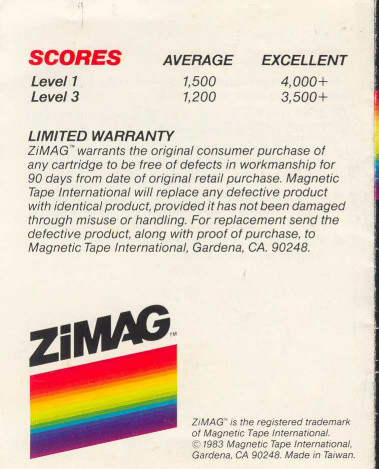 SCORES AVERAGE EXCELLENT
Level 1 1,500 4,000+
Level 3 1,200 3,500+
LIMITED WARRANTY
ZiMAG™ warrants the original consumer purchase of
any cartridge to be free of defects in workmanship for
90 days from date of original retail purchase. Magnetic
Tape International will replace any defective product
with identical product, provided it has not been damaged
through misuse or handling. For replacement send the
defective product, along with proof of purchase, to
Magnetic Tape International, Gardena, CA. 90248.
ZiMAG™
ZiMAG™ is the registered trademark
of Magnetic Tape International.
© 1983 Magnetic Tape International,
Gardena, CA 90248. Made in Taiwan.